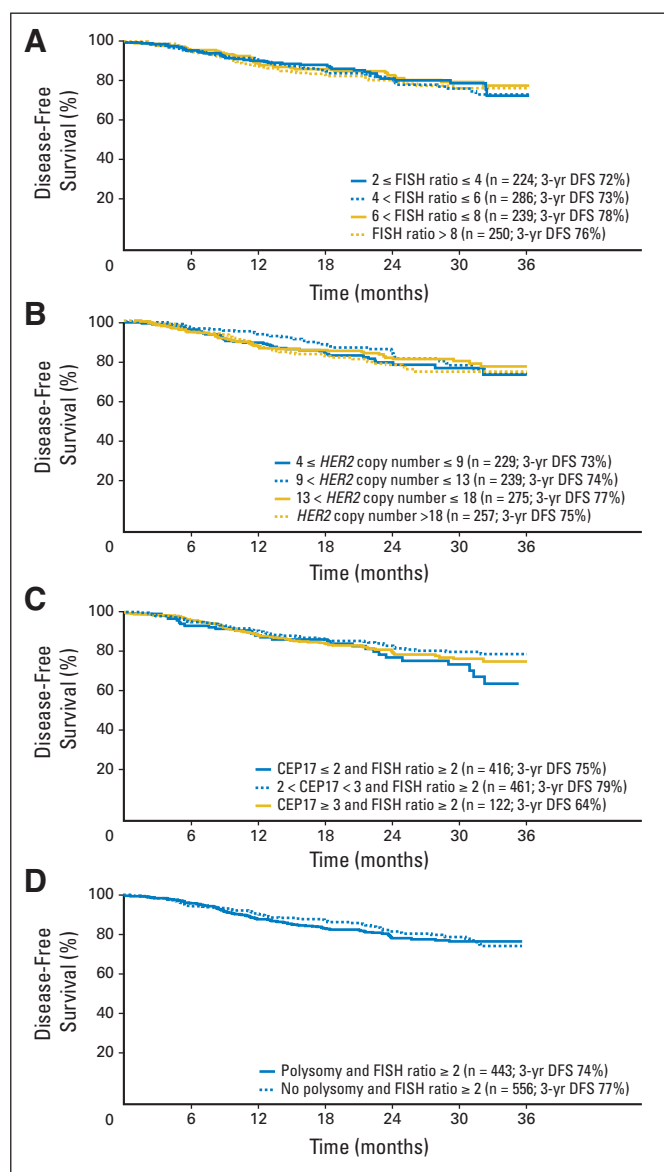 A
Disease-Free
Survival (%)
100
80
60
40
20
0
6
12
18
24
30
36
2 ≤ FISH ratio ≤ 4 (n = 224; 3-yr DFS 72%)
4 < FISH ratio ≤ 6 (n = 286; 3-yr DFS 73%)
6 < FISH ratio ≤ 8 (n = 239; 3-yr DFS 78%)
FISH ratio > 8 (n = 250; 3-yr DFS 76%)
Time (months)
B
Disease-Free
Survival (%)
100
80
60
40
20
0
6
12
18
24
30
36
4 ≤ HER2 copy number ≤ 9 (n = 229; 3-yr DFS 73%)
9 < HER2 copy number ≤ 13 (n = 239; 3-yr DFS 74%)
13 < HER2 copy number ≤ 18 (n = 275; 3-yr DFS 77%)
HER2 copy number >18 (n = 257; 3-yr DFS 75%)
Time (months)
C
Disease-Free
Survival (%)
100
80
60
40
20
0
6
12
18
24
30
36
CEP17 ≤ 2 and FISH ratio ≥ 2 (n = 416; 3-yr DFS 75%)
2 < CEP17 < 3 and FISH ratio ≥ 2 (n = 461; 3-yr DFS 79%)
CEP17 ≥ 3 and FISH ratio ≥ 2 (n = 122; 3-yr DFS 64%)
Time (months)
D
Disease-Free
Survival (%)
100
80
60
40
20
0
6
12
18
24
30
36
Polysomy and FISH ratio ≥ 2 (n = 443; 3-yr DFS 74%)
No polysomy and FISH ratio ≥ 2 (n = 556; 3-yr DFS 77%)
Time (months)